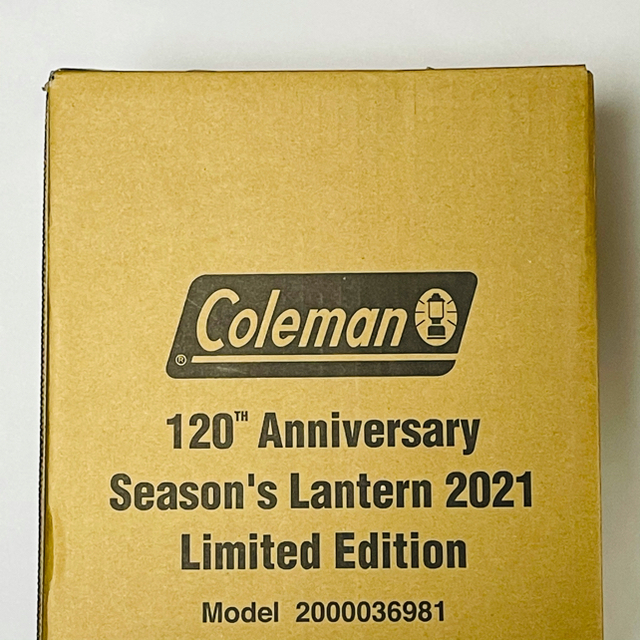 Coleman
®
120TH Anniversary
Season's Lantern 2021
Limited Edition
Model 2000036981